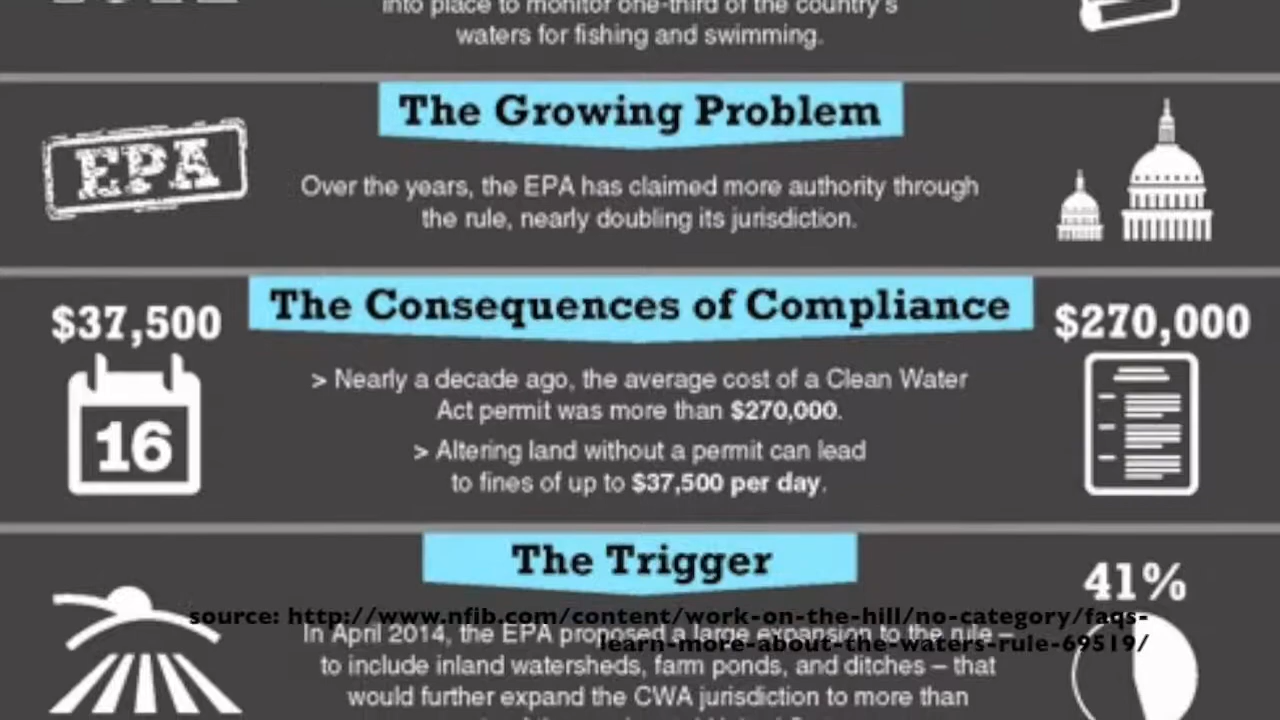 into place to monitor one-third of the country's
waters for fishing and swimming.
The Growing Problem
EPA
Over the years, the EPA has claimed more authority through
the rule, nearly doubling its jurisdiction.
The Consequences of Compliance
$37,500
$270,000
16
> Nearly a decade ago, the average cost of a Clean Water
Act permit was more than $270,000.
> Altering land without a permit can lead
to fines of up to $37,500 per day.
The Trigger
41%
source: http://www.nfib.com/content/work-on-the-hill/no-category/faqs-
learn-more-about-the-waters-rule-69519/
In April 2014, the EPA proposed a large expansion to the rule –
to include inland watersheds, farm ponds, and ditches – that
would further expand the CWA jurisdiction to more than